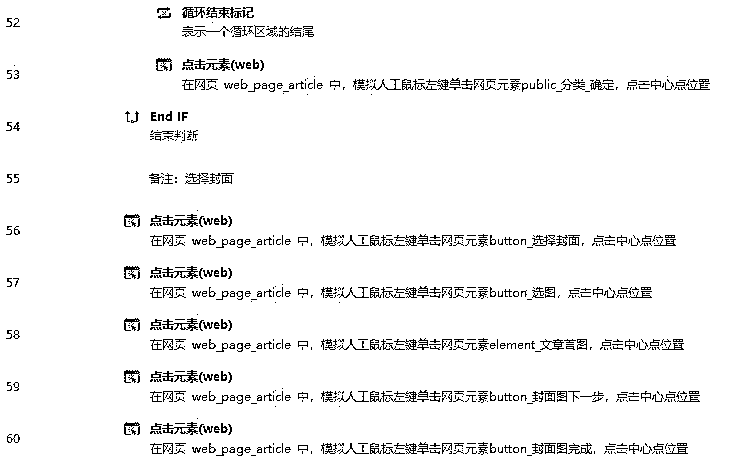 52
循环结束标记
表示一个循环区域的结尾
53
点击元素(web)
在网页 web_page_article 中，模拟人工鼠标左键单击网页元素public_分类_确定，点击中心点位置
54
End IF
结束判断
55
备注：选择封面
56
点击元素(web)
在网页 web_page_article 中，模拟人工鼠标左键单击网页元素button_选择封面，点击中心点位置
57
点击元素(web)
在网页 web_page_article 中，模拟人工鼠标左键单击网页元素button_选图，点击中心点位置
58
点击元素(web)
在网页 web_page_article 中，模拟人工鼠标左键单击网页元素element_文章首图，点击中心点位置
59
点击元素(web)
在网页 web_page_article 中，模拟人工鼠标左键单击网页元素button_封面图下一步，点击中心点位置
60
点击元素(web)
在网页 web_page_article 中，模拟人工鼠标左键单击网页元素button_封面图完成，点击中心点位置